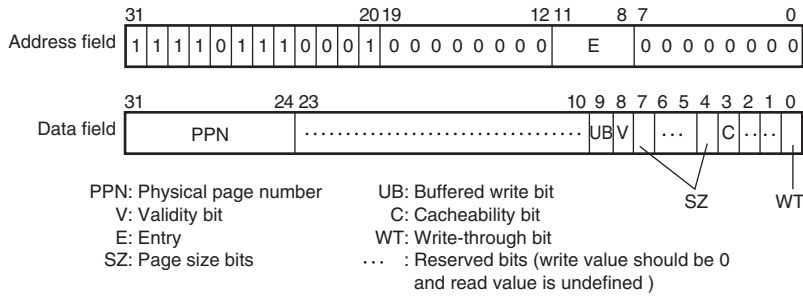 31 20 19 12 11 8 7 0
Address field 1 1 1 1 0 1 1 1 0 0 0 1 0 0 0 0 0 0 0 0 E 0 0 0 0 0 0 0 0
31 24 23 10 9 8 7 6 5 4 3 2 1 0
Data field PPN UB V ... C
SZ WT
PPN: Physical page number UB: Buffered write bit
V: Validity bit C: Cacheability bit
E: Entry WT: Write-through bit
SZ: Page size bits ... : Reserved bits (write value should be 0
and read value is undefined )